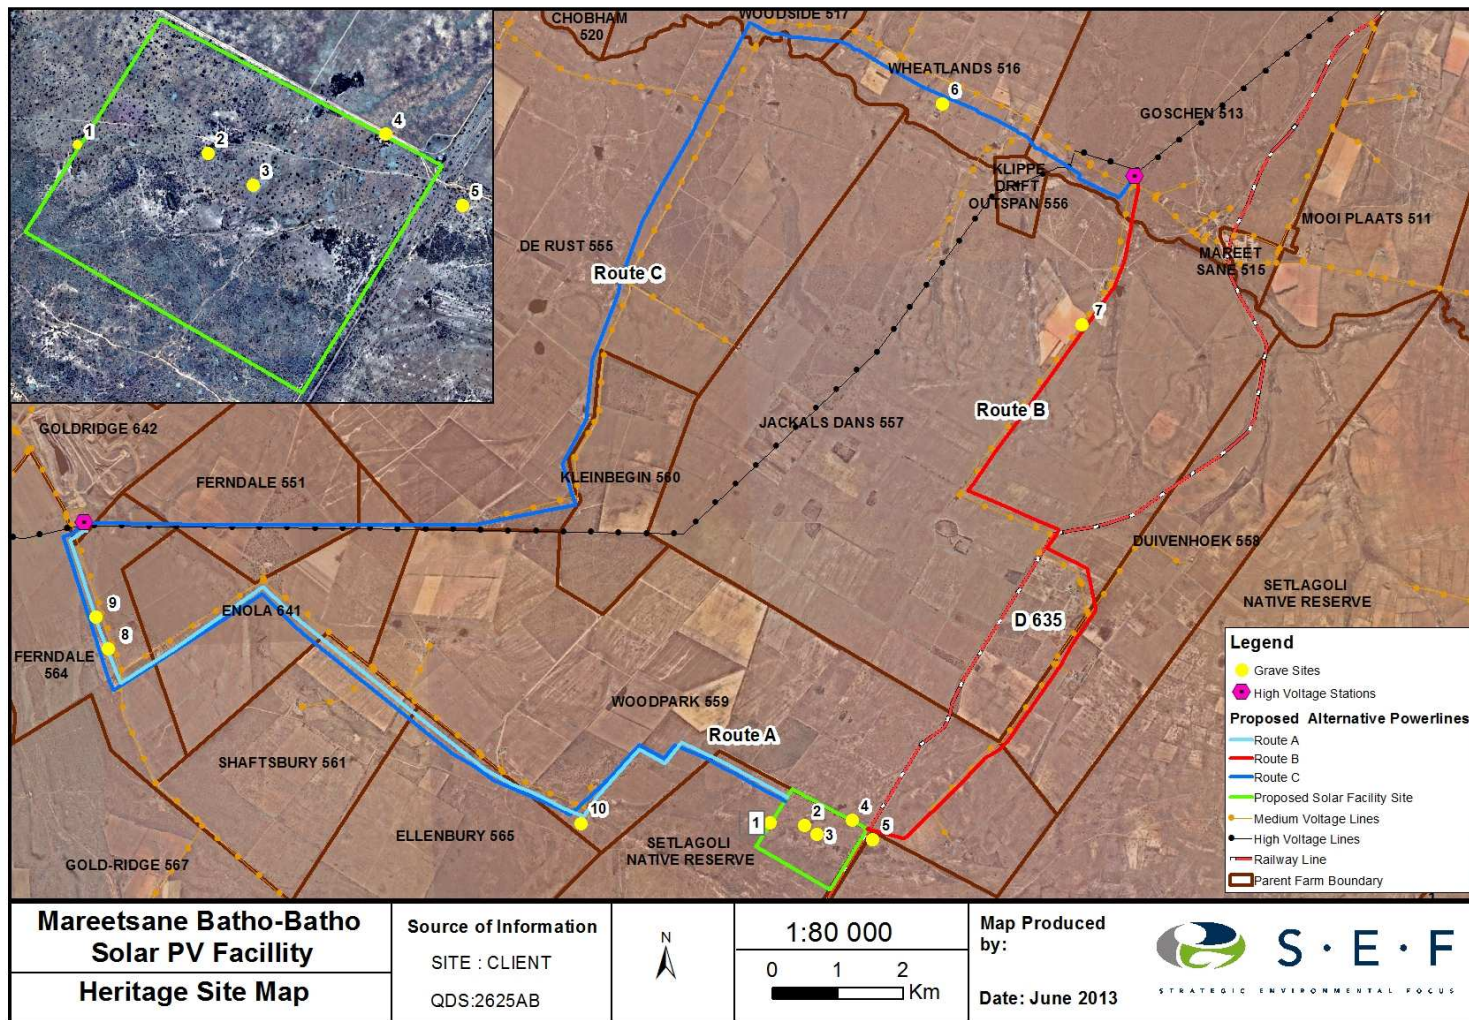 CHOBHAM
520
WOODSIDE 517
WHEATLANDS 516
6
GOSCHEN 513
KLIPPE
DRIFT
OUTSPAN 556
MOOI PLAATS 511
MAREET
SANE 515
1
2
3
4
5
DE RUST 555
Route C
7
Route B
JACKALS DANS 557
GOLDRIDGE 642
FERNDALE 551
KLEINBEGIN 560
DUIVENHOEK 558
SETLAGOLI
NATIVE RESERVE
D 635
9
8
ENOLA 641
FERNDALE
564
WOODPARK 559
Route A
SHAFTSBURY 561
10
ELLENBURY 565
SETLAGOLI
NATIVE RESERVE
1
2
3
4
5
GOLD-RIDGE 567
Legend
Grave Sites
High Voltage Stations
Proposed Alternative Powerlines
Route A
Route B
Route C
Proposed Solar Facility Site
Medium Voltage Lines
High Voltage Lines
Railway Line
Parent Farm Boundary
Mareetsane Batho-Batho
Solar PV Facillity
Heritage Site Map
Source of Information
SITE : CLIENT
QDS:2625AB
N
1:80 000
0 1 2
Km
Map Produced
by:
Date: June 2013
S·E·F
STRATEGIC ENVIRONMENTAL FOCUS